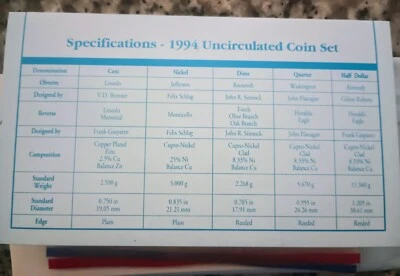 Specifications - 1994 Uncirculated Coin Set
Denomination Cent Nickel Dime Quarter Half Dollar
Obverse Lincoln Jefferson Roosevelt Washington Kennedy
Designed by V.D. Brenner Felix Schlag John R. Sinnock John Flanagan Gilroy Roberts
Reverse Lincoln Memorial Monticello Torch Olive Branch Oak Branch Heraldic Eagle Heraldic Eagle
Designed by Frank Gasparro Felix Schlag John R. Sinnock John Flanagan Frank Gasparro
Composition Copper Plated Zinc 2.5% Cu Balance Zn Cupro-Nickel 25% Ni Balance Cu Cupro-Nickel Clad 8.33% Ni Balance Cu Cupro-Nickel Clad 8.33% Ni Balance Cu Cupro-Nickel Clad 8.33% Ni Balance Cu
Standard Weight 2.500 g 5.000 g 2.268 g 5.670 g 11.340 g
Standard Diameter 0.750 in 19.05 mm 0.835 in 21.21 mm 0.705 in 17.91 mm 0.955 in 24.26 mm 1.205 in 30.61 mm
Edge Plain Plain Reeded Reeded Reeded